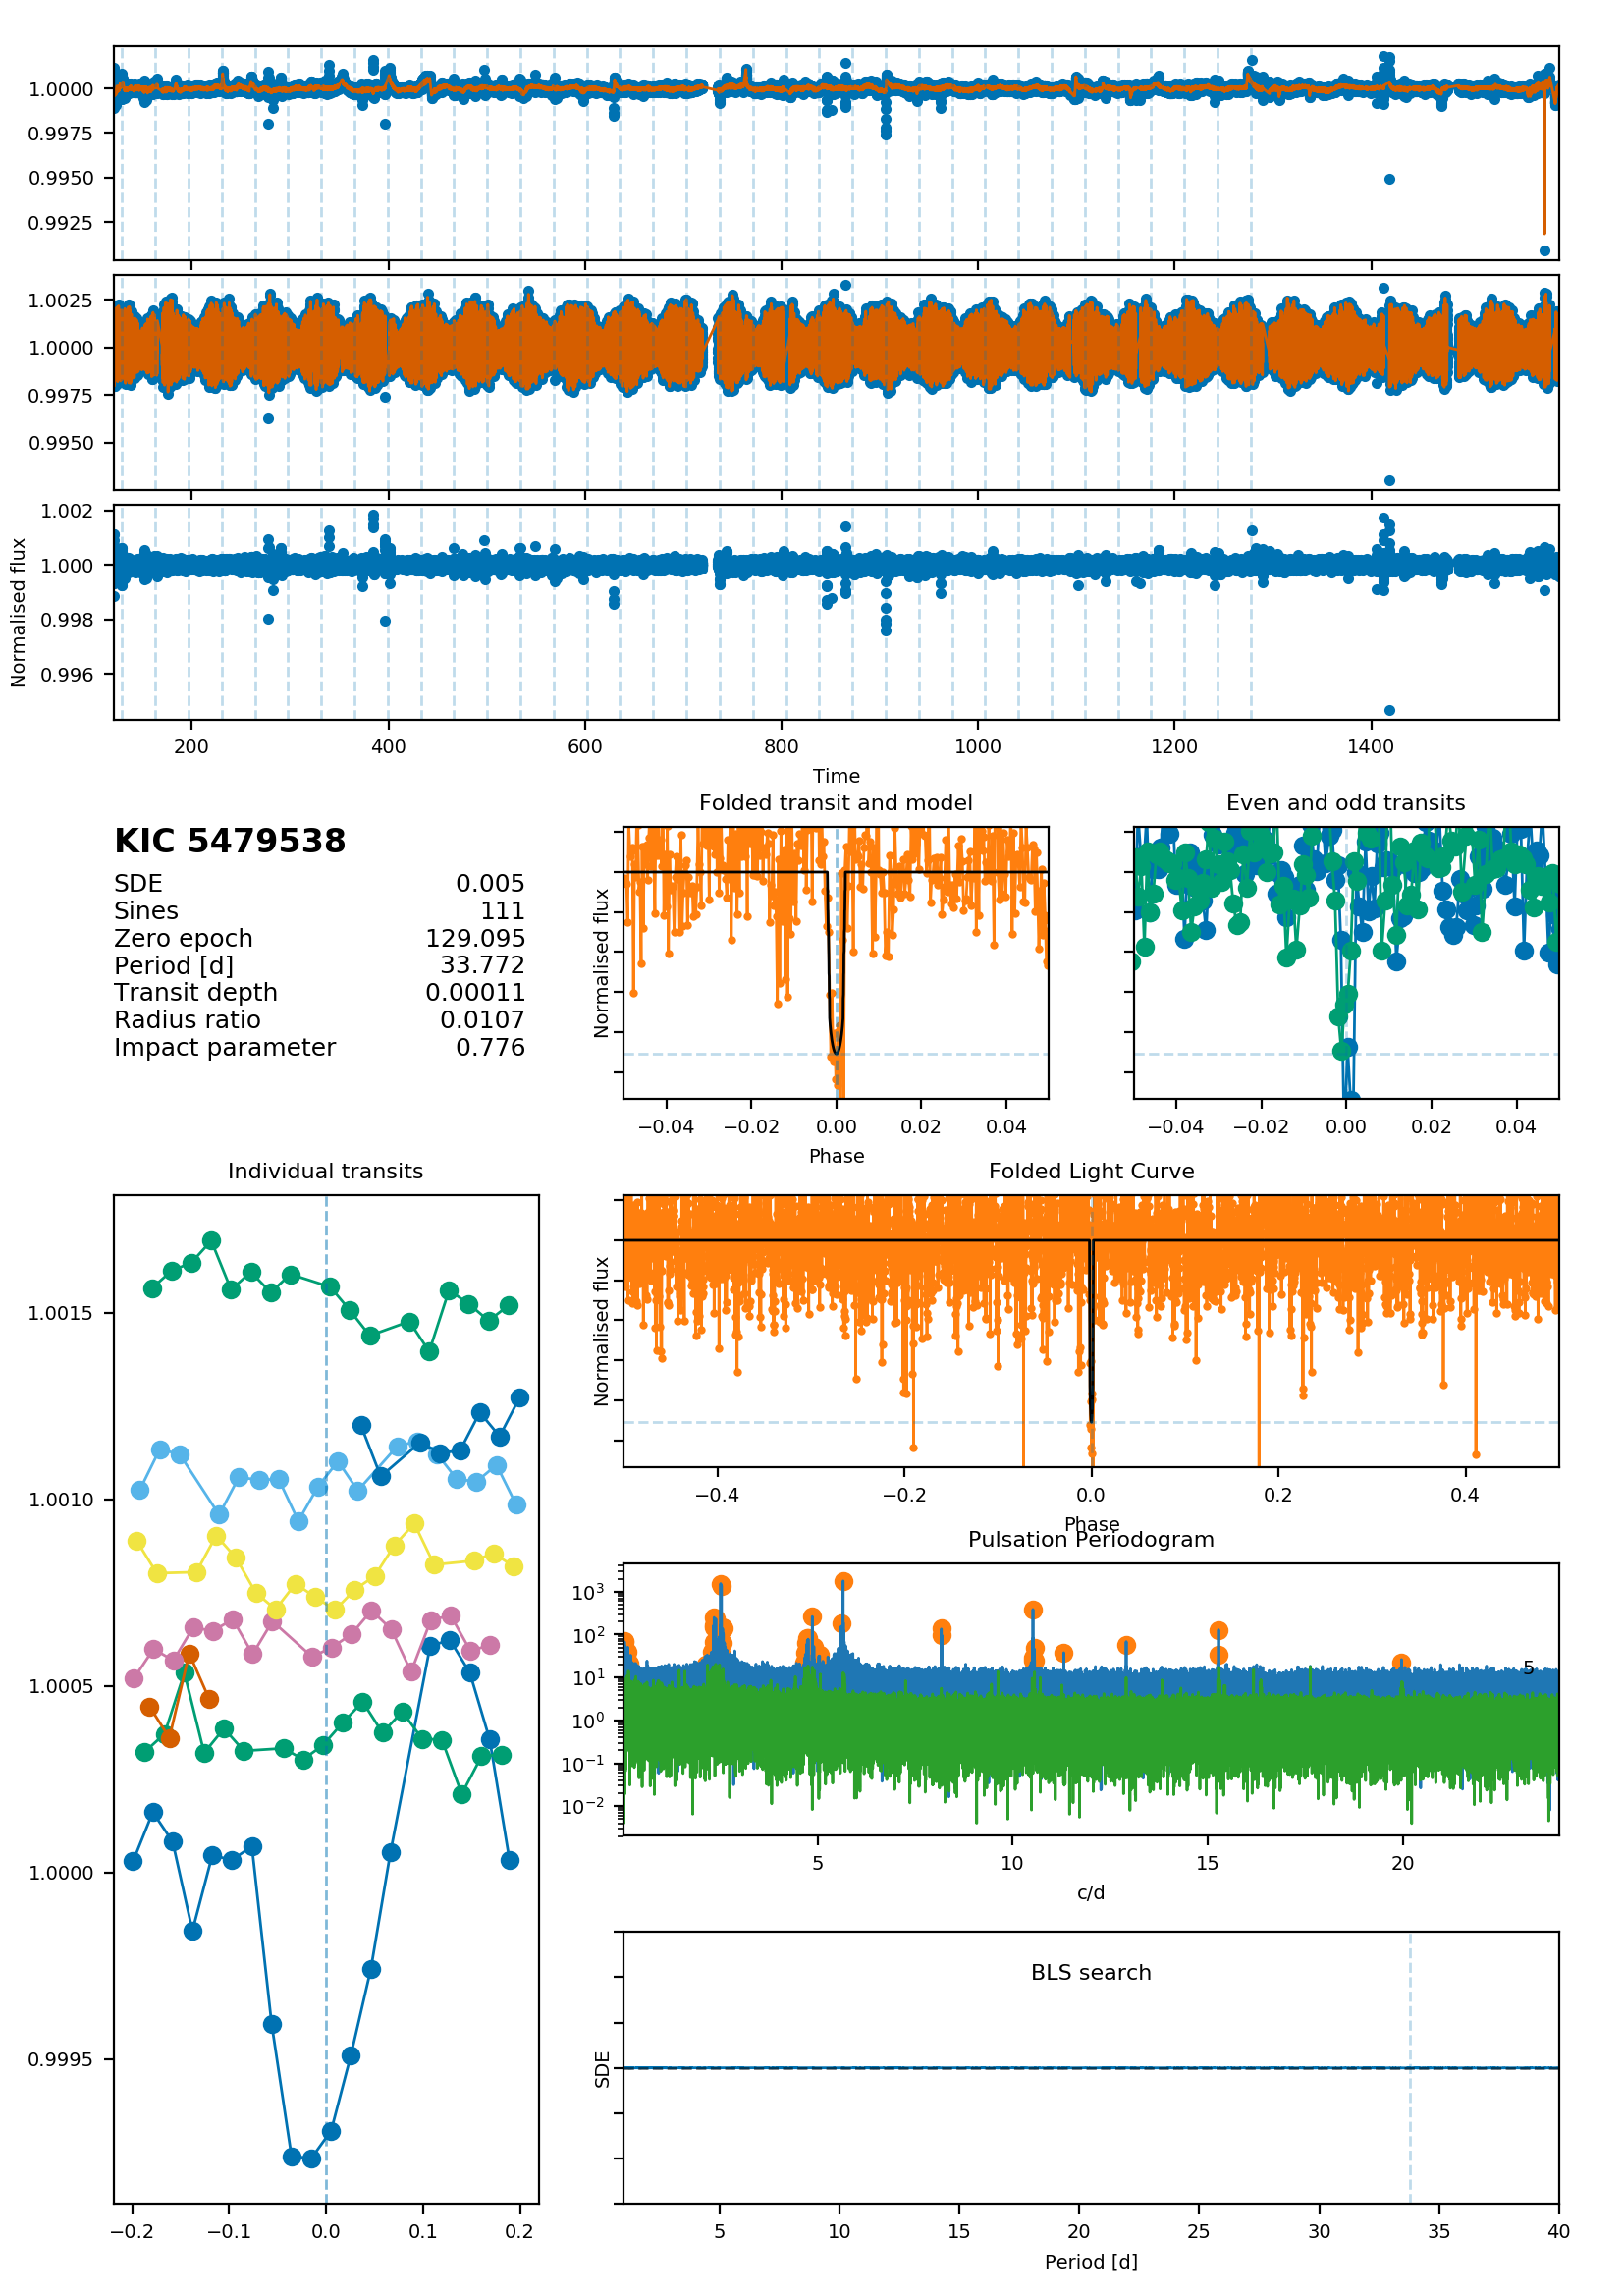 1.0000
0.9975
0.9950
0.9925
1.0025
1.0000
0.9975
0.9950
1.002
1.000
0.998
0.996
Normalised flux
200 400 600 800 1000 1200 1400
Time
KIC 5479538
SDE 0.005
Sines 111
Zero epoch 129.095
Period [d] 33.772
Transit depth 0.00011
Radius ratio 0.0107
Impact parameter 0.776
Folded transit and model
Normalised flux
−0.04 −0.02 0.00 0.02 0.04
Phase
Even and odd transits
−0.04 −0.02 0.00 0.02 0.04
Individual transits
1.0015
1.0010
1.0005
1.0000
0.9995
−0.2 −0.1 0.0 0.1 0.2
Folded Light Curve
Normalised flux
−0.4 −0.2 0.0 0.2 0.4
Phase
Pulsation Periodogram
10³
10²
10¹
10⁰
10⁻¹
10⁻²
5
5 10 15 20
c/d
BLS search
SDE
5 10 15 20 25 30 35 40
Period [d]